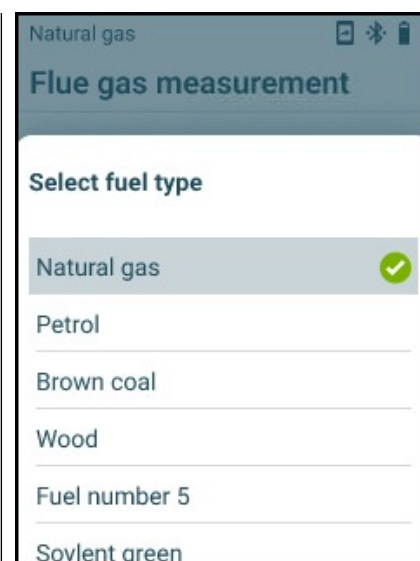 Natural gas
Flue gas measurement
Select fuel type
Natural gas
Petrol
Brown coal
Wood
Fuel number 5
Soylent green